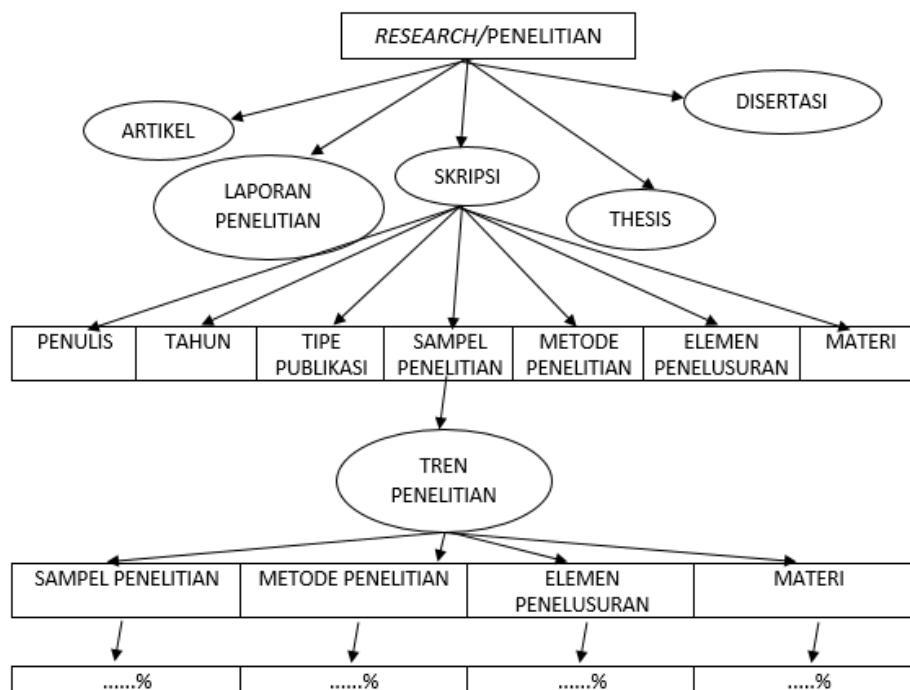 RESEARCH/PENELITIAN
DISERTASI
ARTIKEL
LAPORAN
PENELITIAN
SKRIPSI
THESIS
PENULIS
TAHUN
TIPE
PUBLIKASI
SAMPEL
PENELITIAN
METODE
PENELITIAN
ELEMEN
PENELUSURAN
MATERI
TREN
PENELITIAN
SAMPEL PENELITIAN
METODE PENELITIAN
ELEMEN
PENELUSURAN
MATERI
......%
......%
......%
.....%